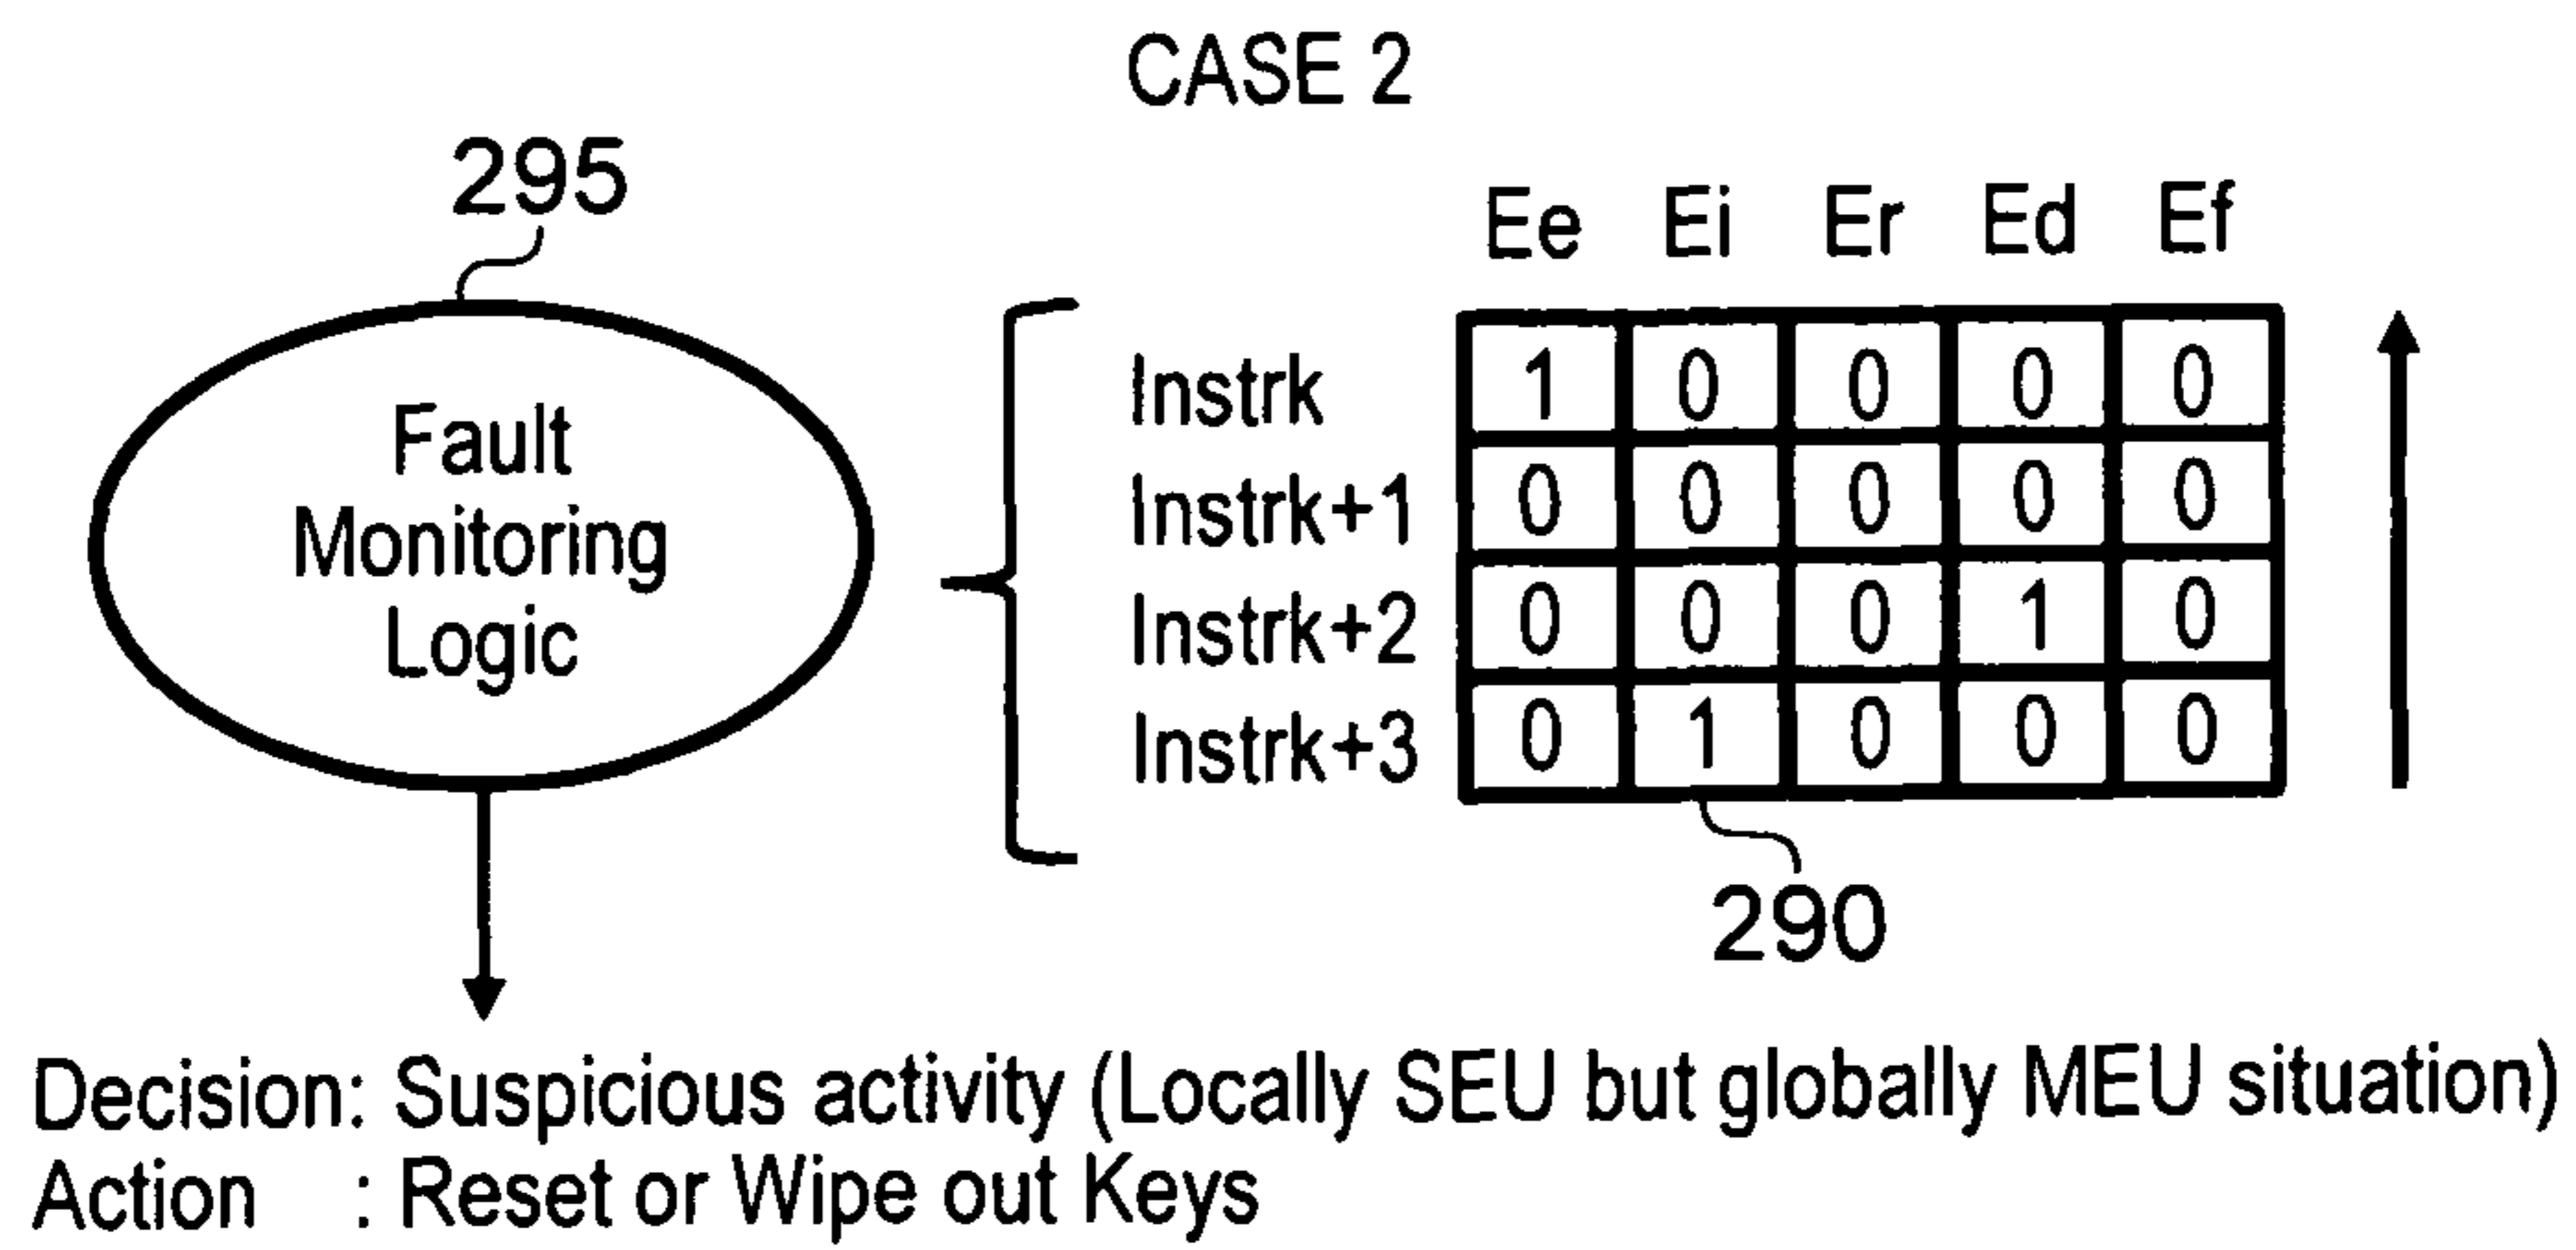 CASE 2
295
Ee Ei Er Ed Ef
Fault
Monitoring
Logic
Instrk 1 0 0 0 0
Instrk+1 0 0 0 0 0
Instrk+2 0 0 0 1 0
Instrk+3 0 1 0 0 0
290
Decision: Suspicious activity (Locally SEU but globally MEU situation)
Action : Reset or Wipe out Keys